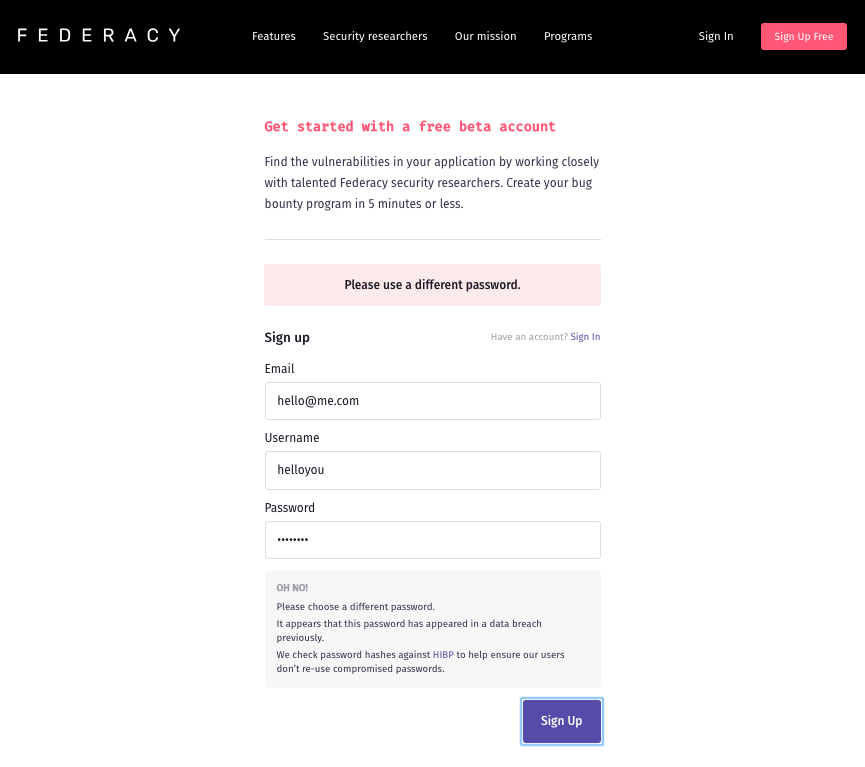 FEDERACY
Features Security researchers Our mission Programs Sign In Sign Up Free
Get started with a free beta account
Find the vulnerabilities in your application by working closely
with talented Federacy security researchers. Create your bug
bounty program in 5 minutes or less.
Please use a different password.
Sign up
Have an account? Sign In
Email
hello@me.com
Username
helloyou
Password
••••••••
OH NO!
Please choose a different password.
It appears that this password has appeared in a data breach
previously.
We check password hashes against HIBP to help ensure our users
don't re-use compromised passwords.
Sign Up